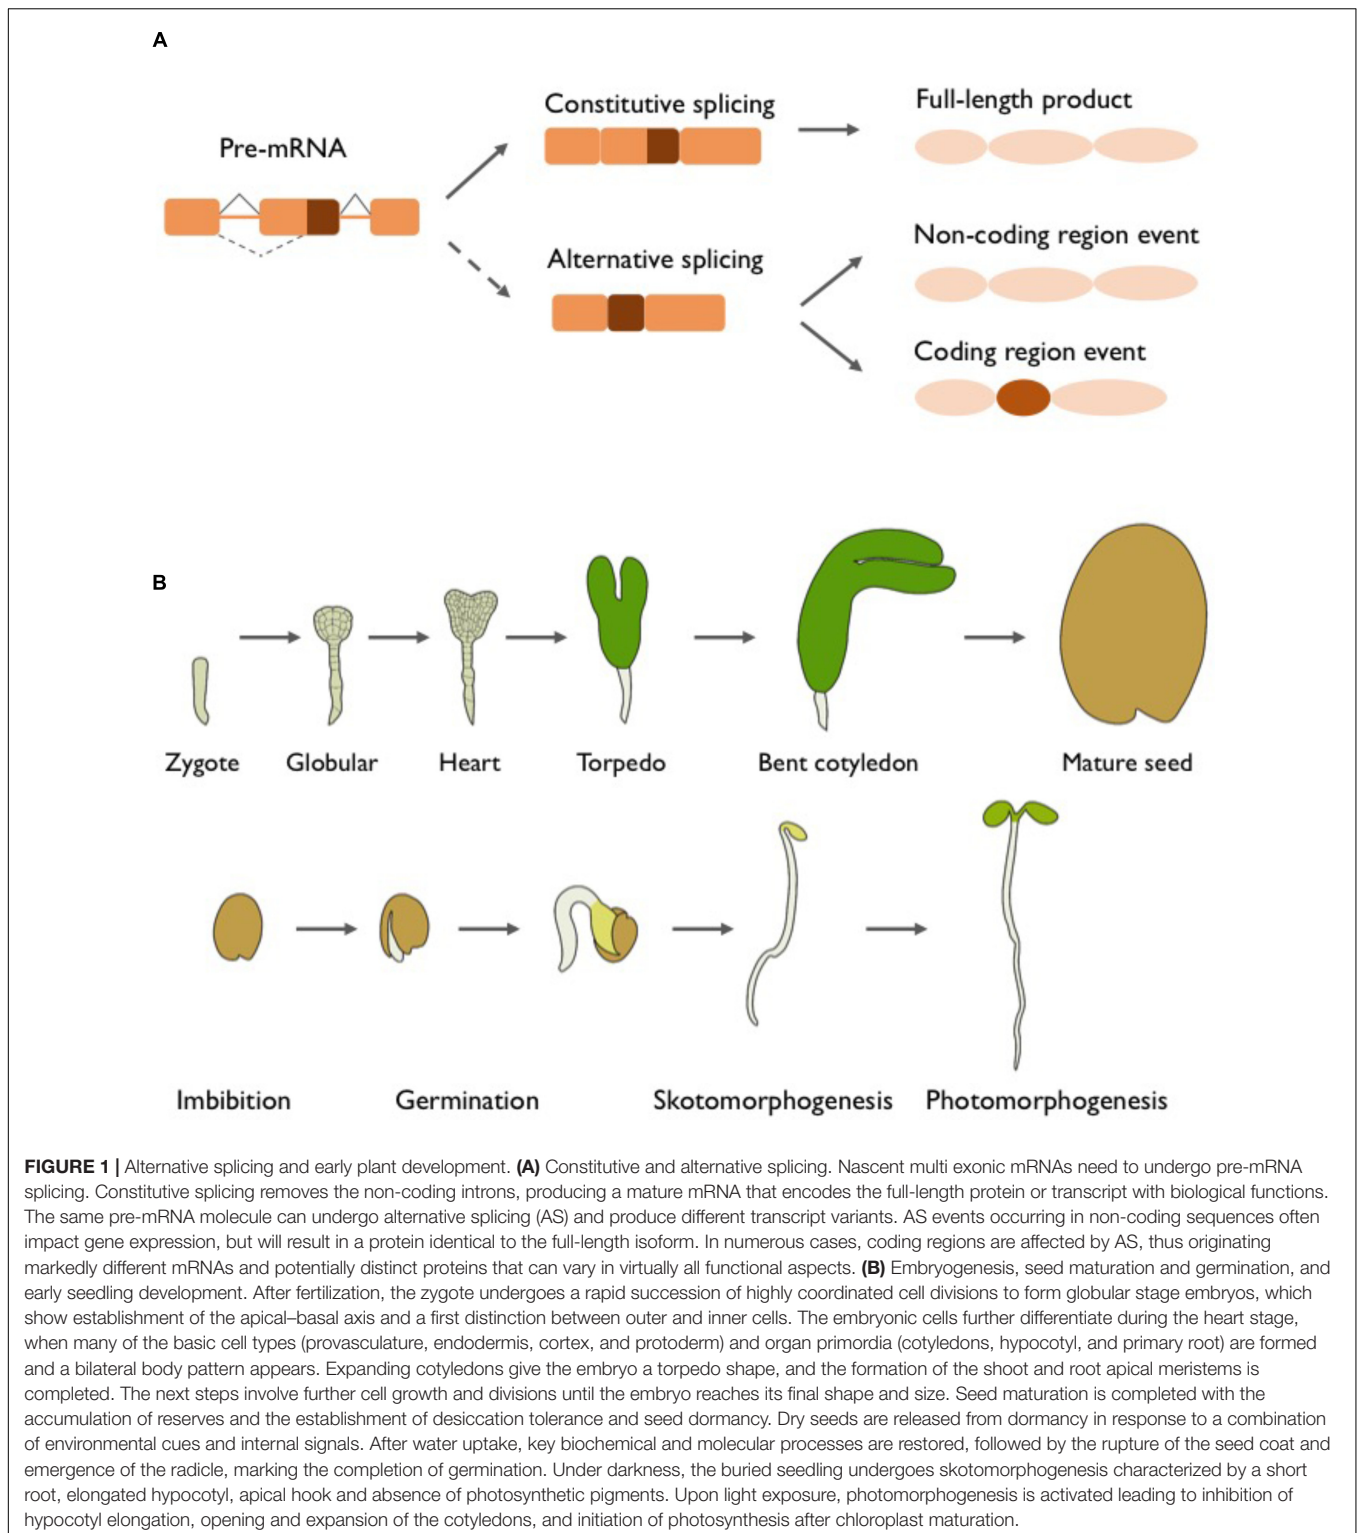 A
Pre-mRNA
Constitutive splicing
Full-length product
Alternative splicing
Non-coding region event
Coding region event
B
Zygote
Globular
Heart
Torpedo
Bent cotyledon
Mature seed
Imbibition
Germination
Skotomorphogenesis
Photomorphogenesis
FIGURE 1 | Alternative splicing and early plant development. (A) Constitutive and alternative splicing. Nascent multi exonic mRNAs need to undergo pre-mRNA
splicing. Constitutive splicing removes the non-coding introns, producing a mature mRNA that encodes the full-length protein or transcript with biological functions.
The same pre-mRNA molecule can undergo alternative splicing (AS) and produce different transcript variants. AS events occurring in non-coding sequences often
impact gene expression, but will result in a protein identical to the full-length isoform. In numerous cases, coding regions are affected by AS, thus originating
markedly different mRNAs and potentially distinct proteins that can vary in virtually all functional aspects. (B) Embryogenesis, seed maturation and germination, and
early seedling development. After fertilization, the zygote undergoes a rapid succession of highly coordinated cell divisions to form globular stage embryos, which
show establishment of the apical–basal axis and a first distinction between outer and inner cells. The embryonic cells further differentiate during the heart stage,
when many of the basic cell types (provasculature, endodermis, cortex, and protoderm) and organ primordia (cotyledons, hypocotyl, and primary root) are formed
and a bilateral body pattern appears. Expanding cotyledons give the embryo a torpedo shape, and the formation of the shoot and root apical meristems is
completed. The next steps involve further cell growth and divisions until the embryo reaches its final shape and size. Seed maturation is completed with the
accumulation of reserves and the establishment of desiccation tolerance and seed dormancy. Dry seeds are released from dormancy in response to a combination
of environmental cues and internal signals. After water uptake, key biochemical and molecular processes are restored, followed by the rupture of the seed coat and
emergence of the radicle, marking the completion of germination. Under darkness, the buried seedling undergoes skotomorphogenesis characterized by a short
root, elongated hypocotyl, apical hook and absence of photosynthetic pigments. Upon light exposure, photomorphogenesis is activated leading to inhibition of
hypocotyl elongation, opening and expansion of the cotyledons, and initiation of photosynthesis after chloroplast maturation.